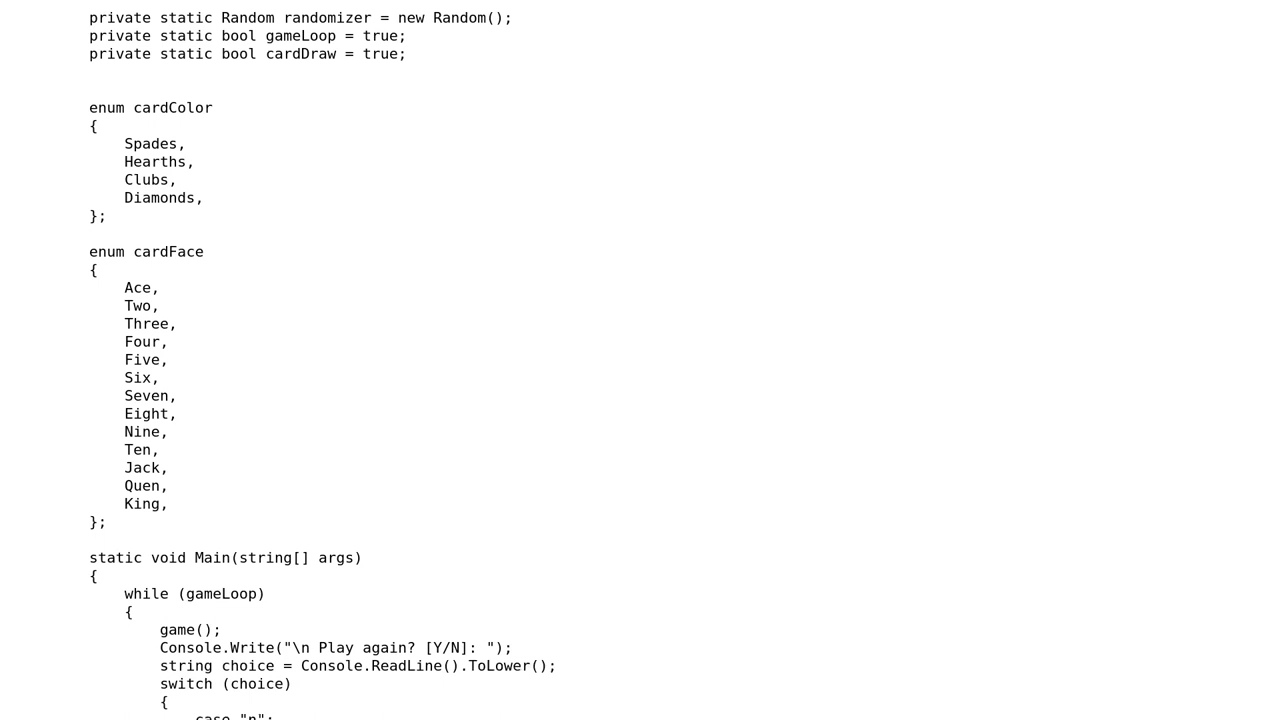 private static Random randomizer = new Random();
private static bool gameLoop = true;
private static bool cardDraw = true;
enum cardColor
{
Spades,
Hearths,
Clubs,
Diamonds,
};
enum cardFace
{
Ace,
Two,
Three,
Four,
Five,
Six,
Seven,
Eight,
Nine,
Ten,
Jack,
Quen,
King,
};
static void Main(string[] args)
{
while (gameLoop)
{
game();
Console.Write("\n Play again? [Y/N]: ");
string choice = Console.ReadLine().ToLower();
switch (choice)
{
case "n":